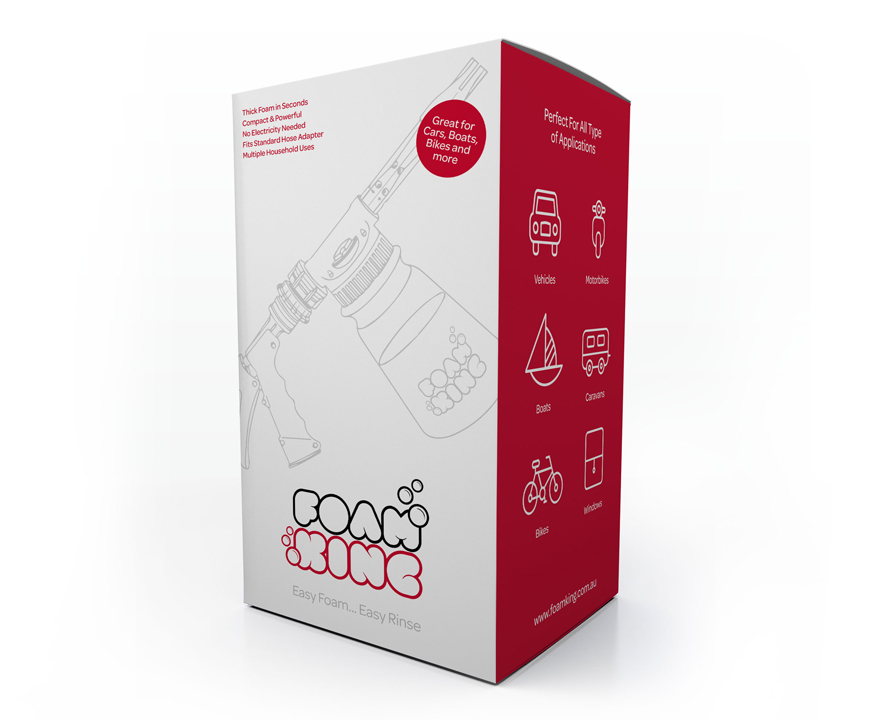 Thick Foam in Seconds
Compact & Powerful
No Electricity Needed
Fits Standard Hose Adapter
Multiple Household Uses
Great for
Cars, Boats,
Bikes and
more
FOAM
KING
FOAM
KING
Easy Foam... Easy Rinse
Perfect For All Type
of Applications
Vehicles
Motorbikes
Boats
Caravans
Bikes
Windows
www.foamking.com.au